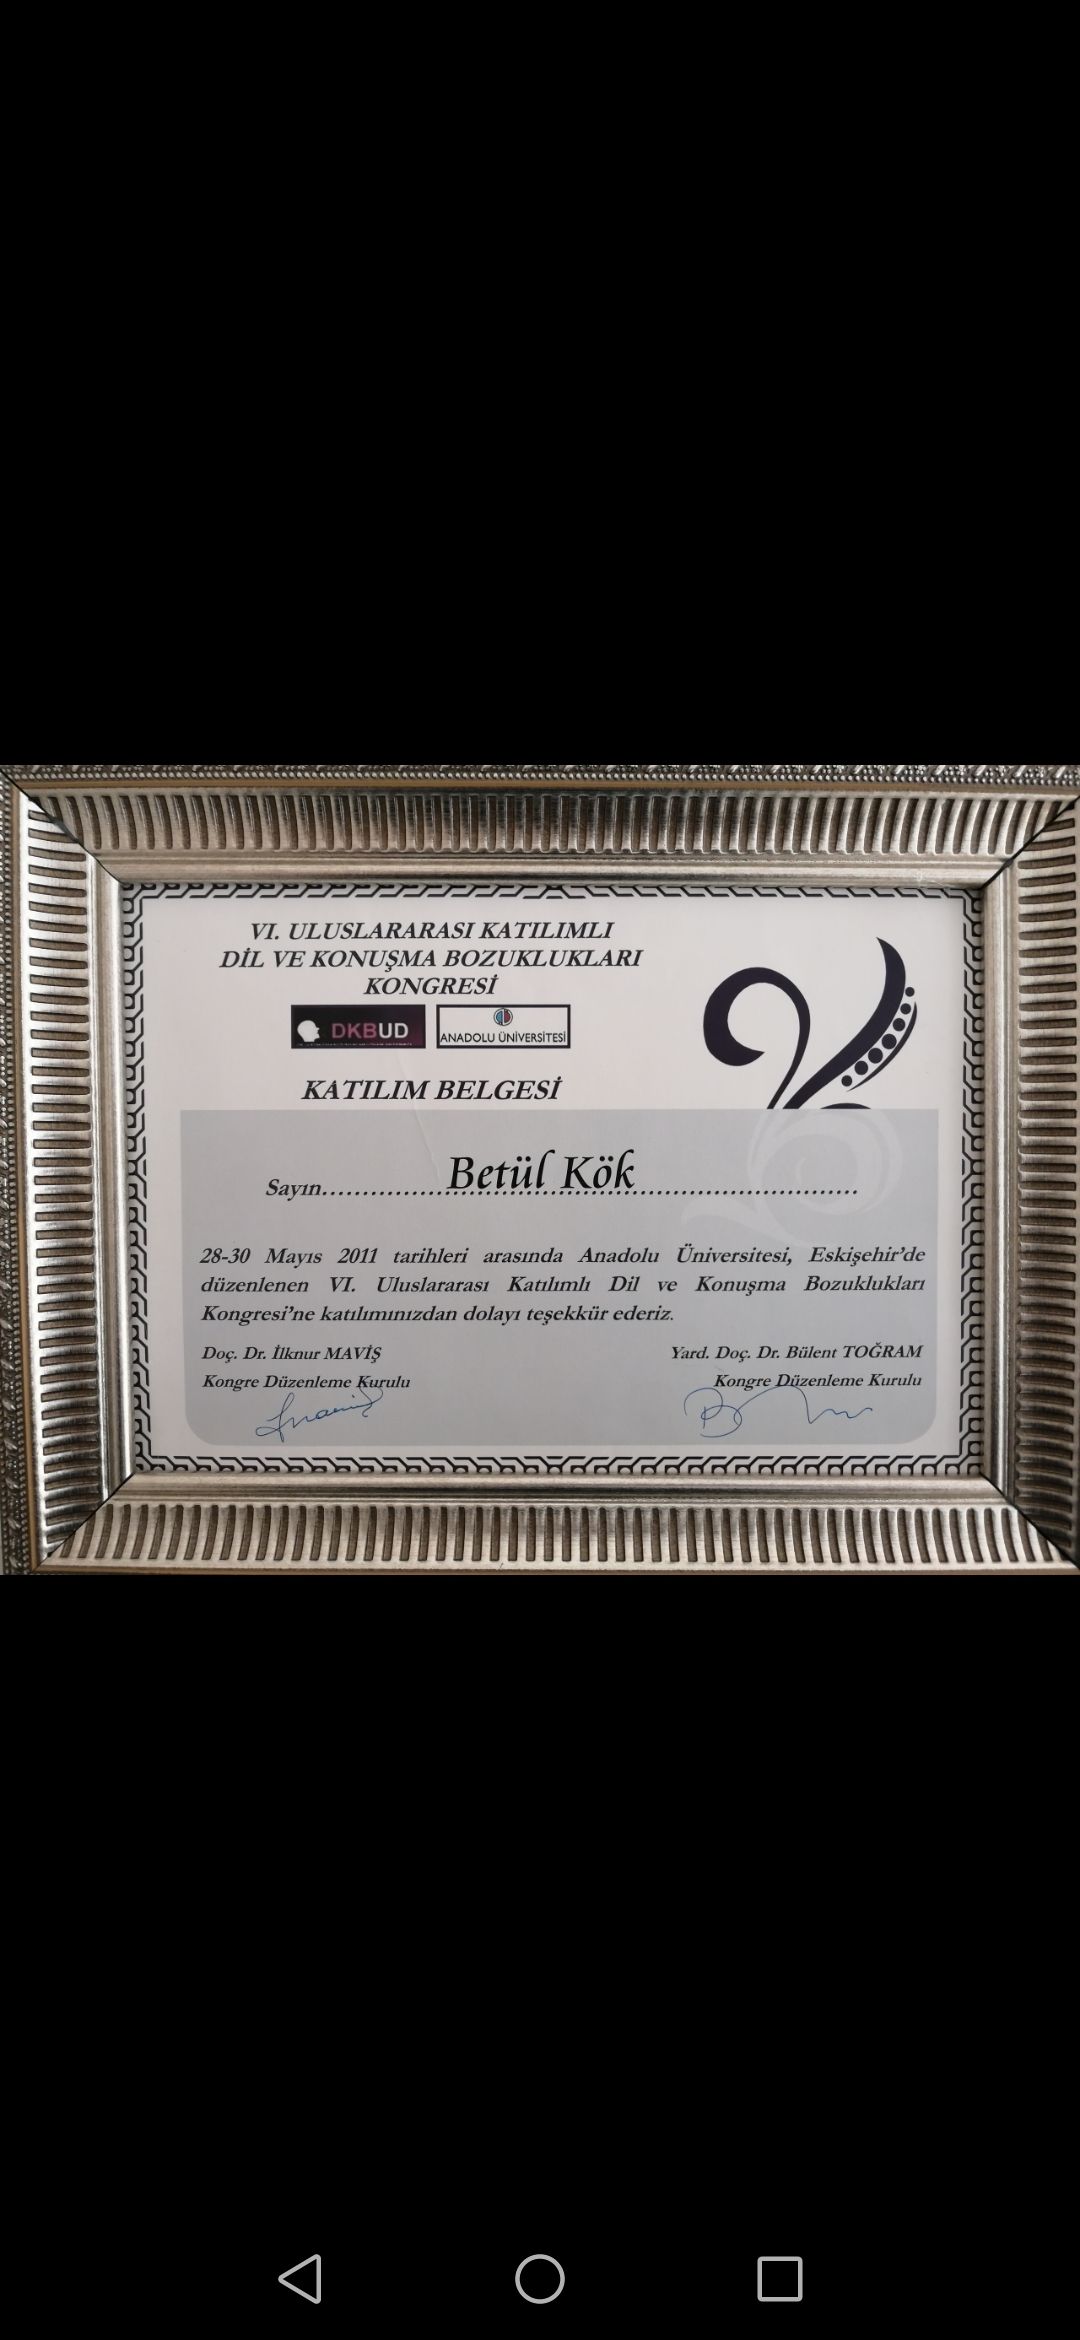 VI. ULUSLARARASI KATILIMLI
DİL VE KONUŞMA BOZUKLUKLARI
KONGRESİ
DKBUD
ANADOLU ÜNİVERSİTESİ
KATILIM BELGESİ
Sayın..............Betül Kök..............
28-30 Mayıs 2011 tarihleri arasında Anadolu Üniversitesi, Eskişehir'de
düzenlenen VI. Uluslararası Katılımlı Dil ve Konuşma Bozuklukları
Kongresi'ne katılımınızdan dolayı teşekkür ederiz.
Doç. Dr. İlknur MAVİŞ
Kongre Düzenleme Kurulu
Yard. Doç. Dr. Bülent TOĞRAM
Kongre Düzenleme Kurulu